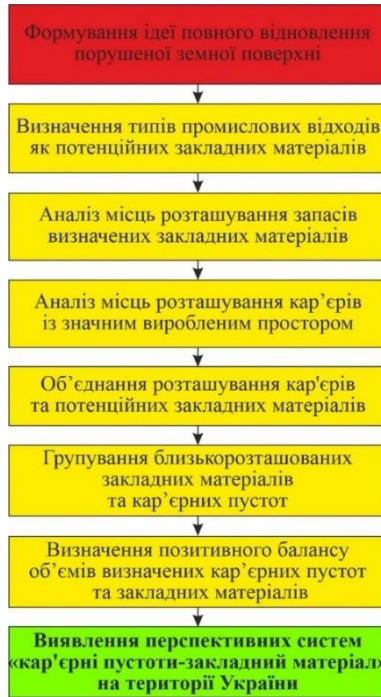 Формування ідеї повного відновлення
порушеної земної поверхні
Визначення типів промислових відходів
як потенційних закладних матеріалів
Аналіз місць розташування запасів
визначених закладних матеріалів
Аналіз місць розташування кар’єрів
із значним виробленим простором
Об’єднання розташування кар'єрів
та потенційних закладних матеріалів
Групування близькорозташованих
закладних матеріалів
та кар’єрних пустот
Визначення позитивного балансу
об’ємів визначених кар’єрних пустот
та закладних матеріалів
Виявлення перспективних систем
«кар'єрні пустоти-закладний матеріал»
на території України